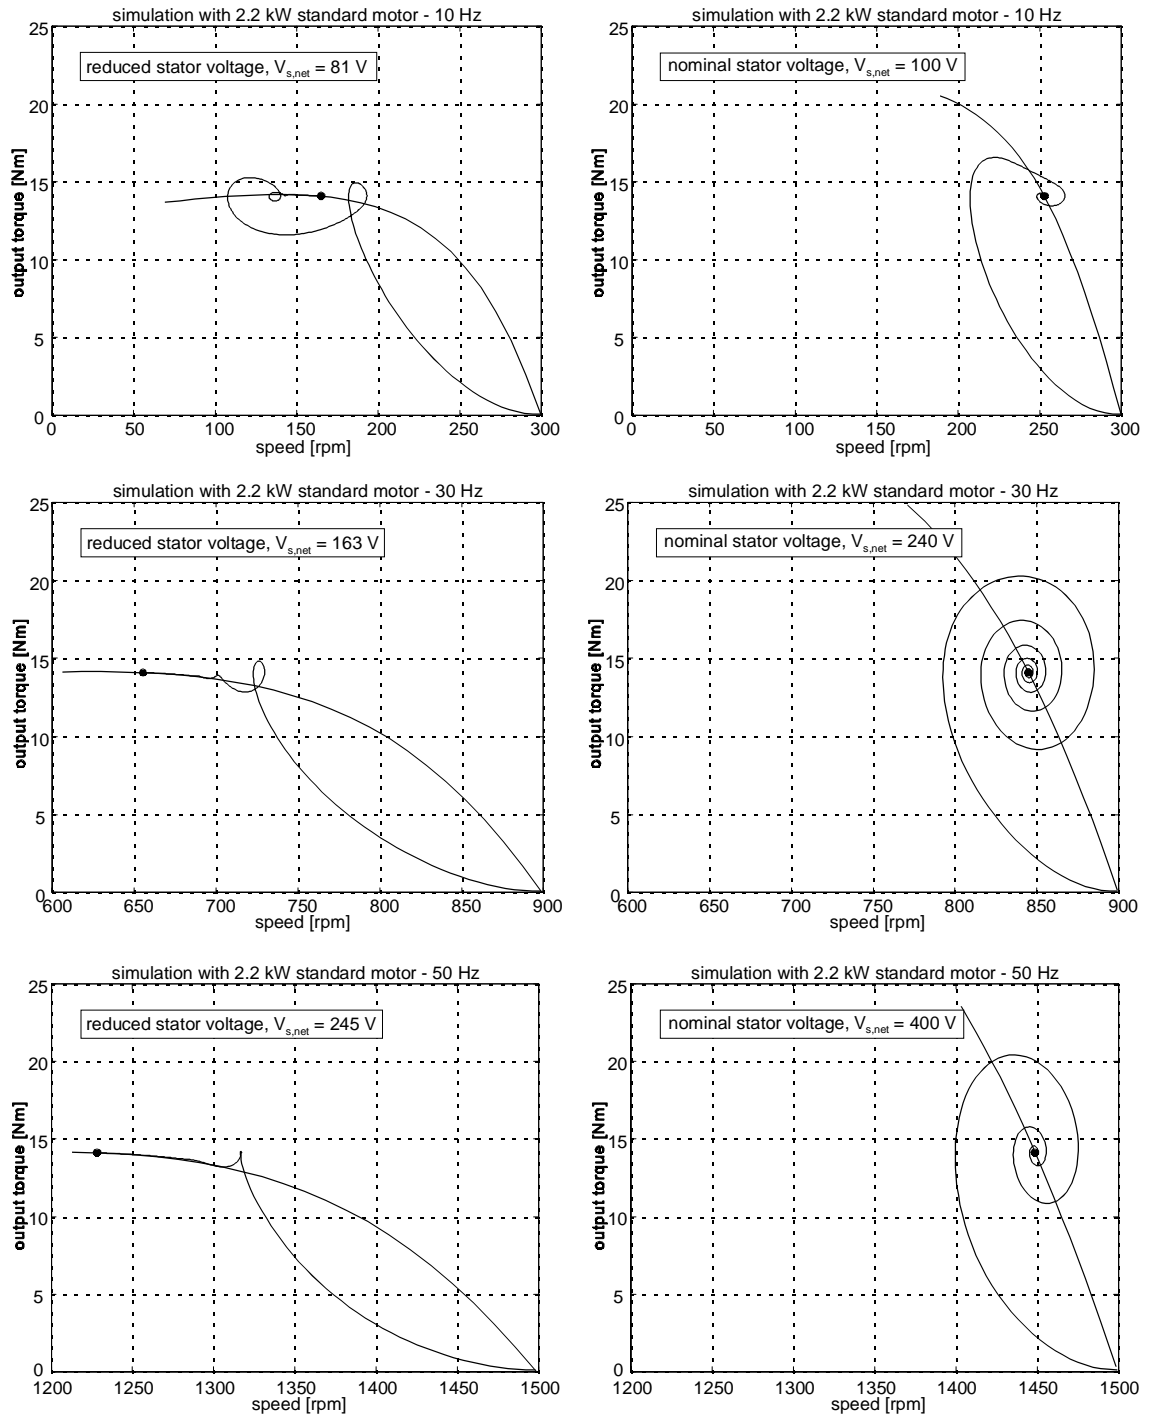 simulation with 2.2 kW standard motor - 10 Hz
reduced stator voltage, Vs,net = 81 V
output torque [Nm]
25
20
15
10
5
0
0 50 100 150 200 250 300
speed [rpm]
simulation with 2.2 kW standard motor - 10 Hz
nominal stator voltage, Vs,net = 100 V
output torque [Nm]
25
20
15
10
5
0
0 50 100 150 200 250 300
speed [rpm]
simulation with 2.2 kW standard motor - 30 Hz
reduced stator voltage, Vs,net = 163 V
output torque [Nm]
25
20
15
10
5
0
600 650 700 750 800 850 900
speed [rpm]
simulation with 2.2 kW standard motor - 30 Hz
nominal stator voltage, Vs,net = 240 V
output torque [Nm]
25
20
15
10
5
0
600 650 700 750 800 850 900
speed [rpm]
simulation with 2.2 kW standard motor - 50 Hz
reduced stator voltage, Vs,net = 245 V
output torque [Nm]
25
20
15
10
5
0
1200 1250 1300 1350 1400 1450 1500
speed [rpm]
simulation with 2.2 kW standard motor - 50 Hz
nominal stator voltage, Vs,net = 400 V
output torque [Nm]
25
20
15
10
5
0
1200 1250 1300 1350 1400 1450 1500
speed [rpm]